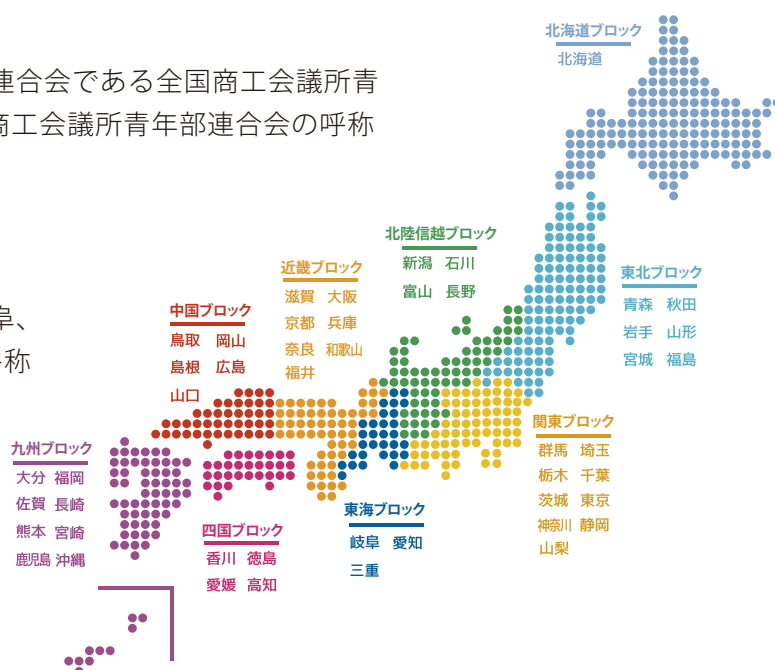 連合会である全国商工会議所青
商工会議所青年部連合会の呼称
阜、
称
北海道ブロック
北海道
北陸信越ブロック
新潟 石川
富山 長野
東北ブロック
青森 秋田
岩手 山形
宮城 福島
近畿ブロック
滋賀 大阪
京都 兵庫
奈良 和歌山
福井
中国ブロック
鳥取 岡山
島根 広島
山口
関東ブロック
群馬 埼玉
栃木 千葉
茨城 東京
神奈川 静岡
山梨
九州ブロック
大分 福岡
佐賀 長崎
熊本 宮崎
鹿児島 沖縄
四国ブロック
香川 徳島
愛媛 高知
東海ブロック
岐阜 愛知
三重